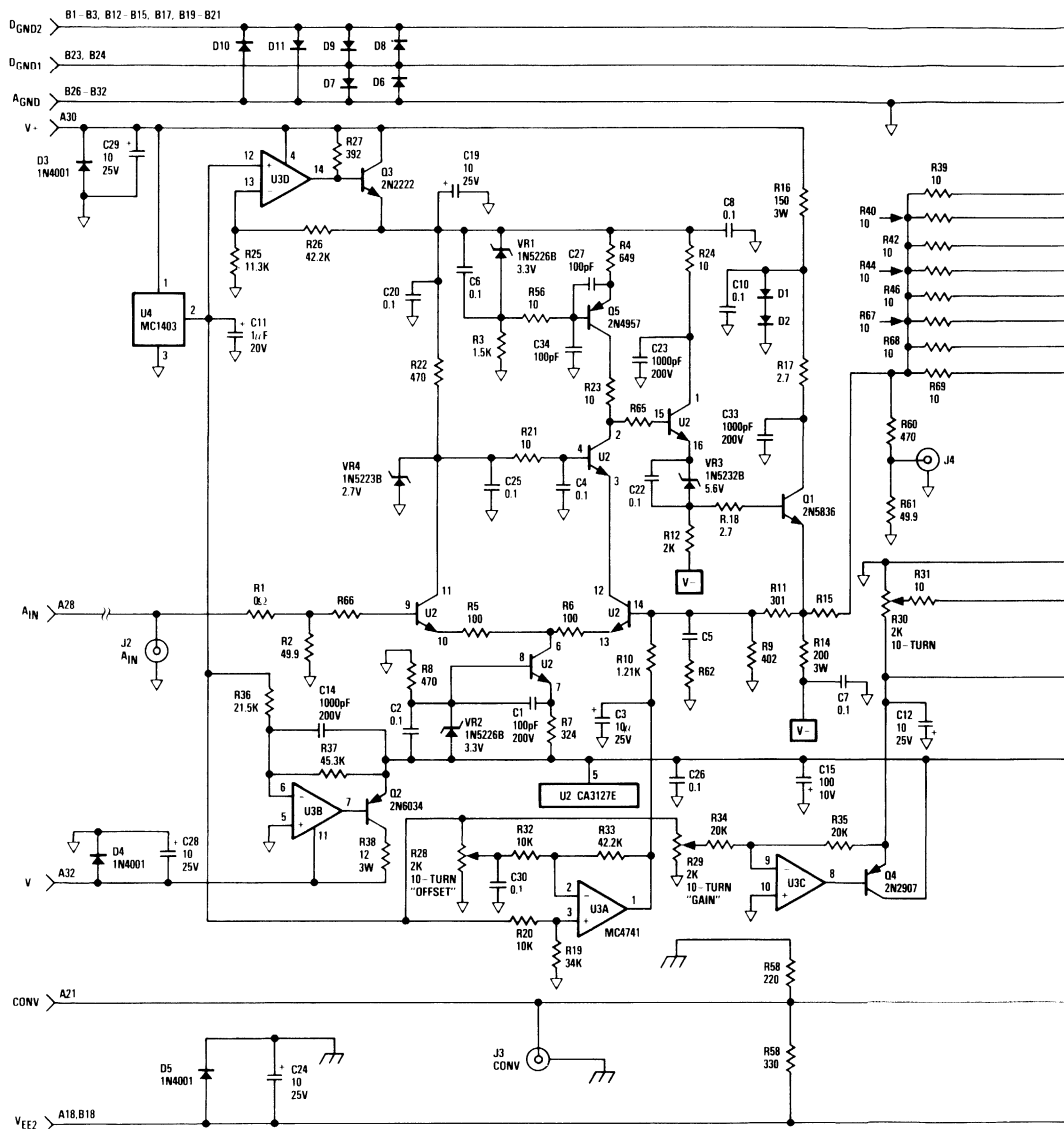 DGND2 B1-B3, B12-B15, B17, B19-B21
D10 D11 D9 D8
DGND1 B23, B24
D7 D6
AGND B26-B32
V+ A30
D3
1N4001
C29
10
25V
12
13
U3D
4
14
R27
392
Q3
2N2222
C19
10
25V
R16
150
3W
R39
10
R40
10
R42
10
R44
10
R46
10
R67
10
R68
10
R69
10
R25
11.3K
R26
42.2K
C8
0.1
VR1
1N5226B
3.3V
C27
100pF
R4
649
R24
10
C6
0.1
C20
0.1
C10
0.1
D1
D2
1
U4
MC1403
2
3
C11
1µF
20V
R56
10
Q5
2N4957
R3
1.5K
C34
100pF
C23
1000pF
200V
R17
2.7
R22
470
R23
10
R65
15
1
U2
16
C33
1000pF
200V
R60
470
J4
R61
49.9
R21
10
4
2
U2
3
VR4
1N5223B
2.7V
C25
0.1
C4
0.1
C22
0.1
VR3
1N5232B
5.6V
R.18
2.7
Q1
2N5836
R12
2K
V-
AIN A28
J2
AIN
R1
0Ω
R66
R2
49.9
9
11
U2
10
R5
100
R6
100
12
14
U2
13
R11
301
R15
R31
10
R30
2K
10-TURN
8
6
U2
7
R10
1.21K
C5
R62
R9
402
R14
200
3W
C7
0.1
V-
R8
470
C2
0.1
VR2
1N5226B
3.3V
C1
100pF
200V
R7
324
C3
10µ
25V
C12
10
25V
R36
21.5K
C14
1000pF
200V
R37
45.3K
5
U2 CA3127E
C26
0.1
C15
100
10V
6
5
U3B
7
11
Q2
2N6034
R38
12
3W
D4
1N4001
C28
10
25V
V A32
R28
2K
10-TURN
"OFFSET"
R32
10K
R33
42.2K
C30
0.1
2
3
U3A
1
MC4741
R20
10K
R19
34K
R29
2K
10-TURN
"GAIN"
R34
20K
R35
20K
9
10
U3C
8
Q4
2N2907
R58
220
CONV A21
J3
CONV
R58
330
D5
1N4001
C24
10
25V
VEE2 A18,B18